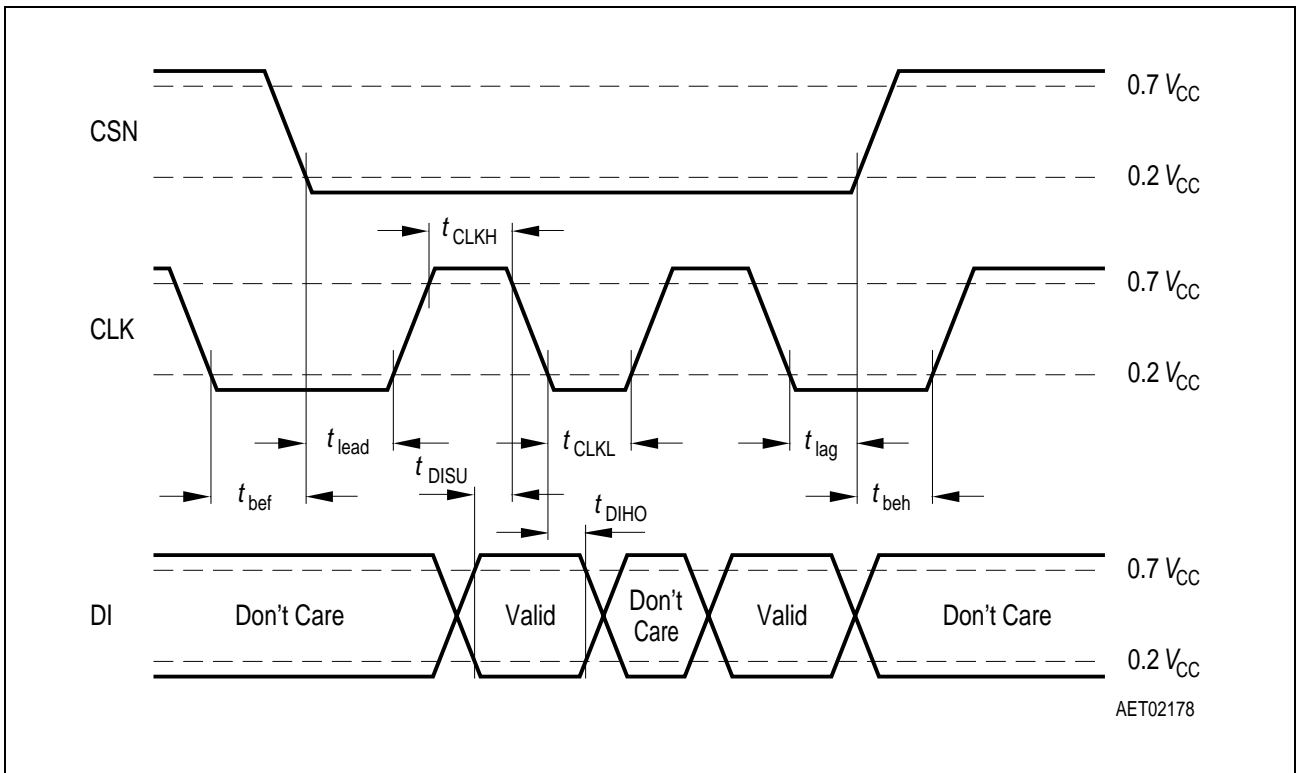 0.7 VCC
CSN
0.2 VCC
tCLKH
0.7 VCC
CLK
0.2 VCC
tlead
tCLKL
tlag
tDISU
tbef
tDIHO
tbeh
0.7 VCC
DI
Don't Care
Valid
Don't
Care
Valid
Don't Care
0.2 VCC
AET02178